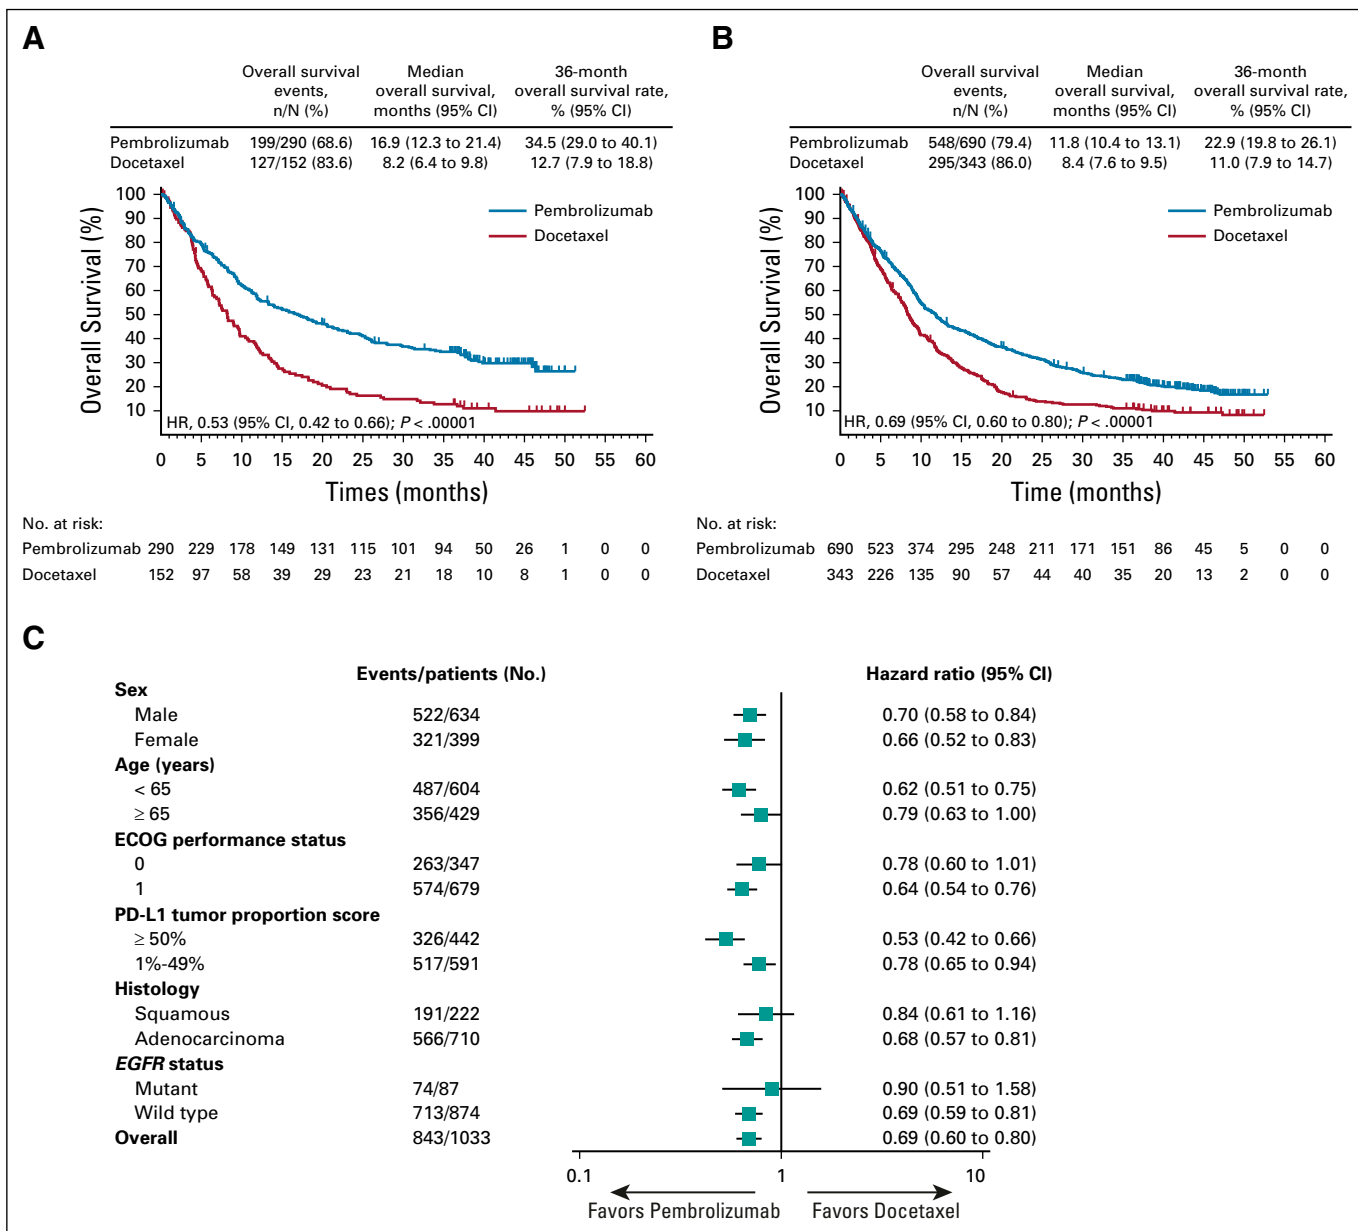 A
Overall survival events, n/N (%) Median overall survival, months (95% CI) 36-month overall survival rate, % (95% CI)
Pembrolizumab 199/290 (68.6) 16.9 (12.3 to 21.4) 34.5 (29.0 to 40.1)
Docetaxel 127/152 (83.6) 8.2 (6.4 to 9.8) 12.7 (7.9 to 18.8)
Overall Survival (%)
100
90
80
70
60
50
40
30
20
10
Pembrolizumab
Docetaxel
HR, 0.53 (95% CI, 0.42 to 0.66); P < .00001
0 5 10 15 20 25 30 35 40 45 50 55 60
Times (months)
No. at risk:
Pembrolizumab 290 229 178 149 131 115 101 94 50 26 1 0 0
Docetaxel 152 97 58 39 29 23 21 18 10 8 1 0 0
B
Overall survival events, n/N (%) Median overall survival, months (95% CI) 36-month overall survival rate, % (95% CI)
Pembrolizumab 548/690 (79.4) 11.8 (10.4 to 13.1) 22.9 (19.8 to 26.1)
Docetaxel 295/343 (86.0) 8.4 (7.6 to 9.5) 11.0 (7.9 to 14.7)
Overall Survival (%)
100
90
80
70
60
50
40
30
20
10
Pembrolizumab
Docetaxel
HR, 0.69 (95% CI, 0.60 to 0.80); P < .00001
0 5 10 15 20 25 30 35 40 45 50 55 60
Time (months)
No. at risk:
Pembrolizumab 690 523 374 295 248 211 171 151 86 45 5 0 0
Docetaxel 343 226 135 90 57 44 40 35 20 13 2 0 0
C
Events/patients (No.) Hazard ratio (95% CI)
Sex
Male 522/634 0.70 (0.58 to 0.84)
Female 321/399 0.66 (0.52 to 0.83)
Age (years)
< 65 487/604 0.62 (0.51 to 0.75)
≥ 65 356/429 0.79 (0.63 to 1.00)
ECOG performance status
0 263/347 0.78 (0.60 to 1.01)
1 574/679 0.64 (0.54 to 0.76)
PD-L1 tumor proportion score
≥ 50% 326/442 0.53 (0.42 to 0.66)
1%-49% 517/591 0.78 (0.65 to 0.94)
Histology
Squamous 191/222 0.84 (0.61 to 1.16)
Adenocarcinoma 566/710 0.68 (0.57 to 0.81)
EGFR status
Mutant 74/87 0.90 (0.51 to 1.58)
Wild type 713/874 0.69 (0.59 to 0.81)
Overall 843/1033 0.69 (0.60 to 0.80)
0.1 1 10
Favors Pembrolizumab Favors Docetaxel